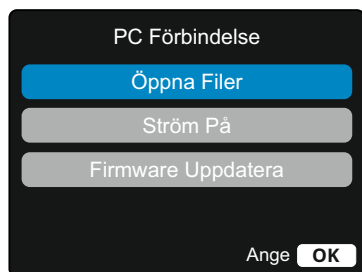 PC Förbindelse
Öppna Filer
Ström På
Firmware Uppdatera
Ange OK